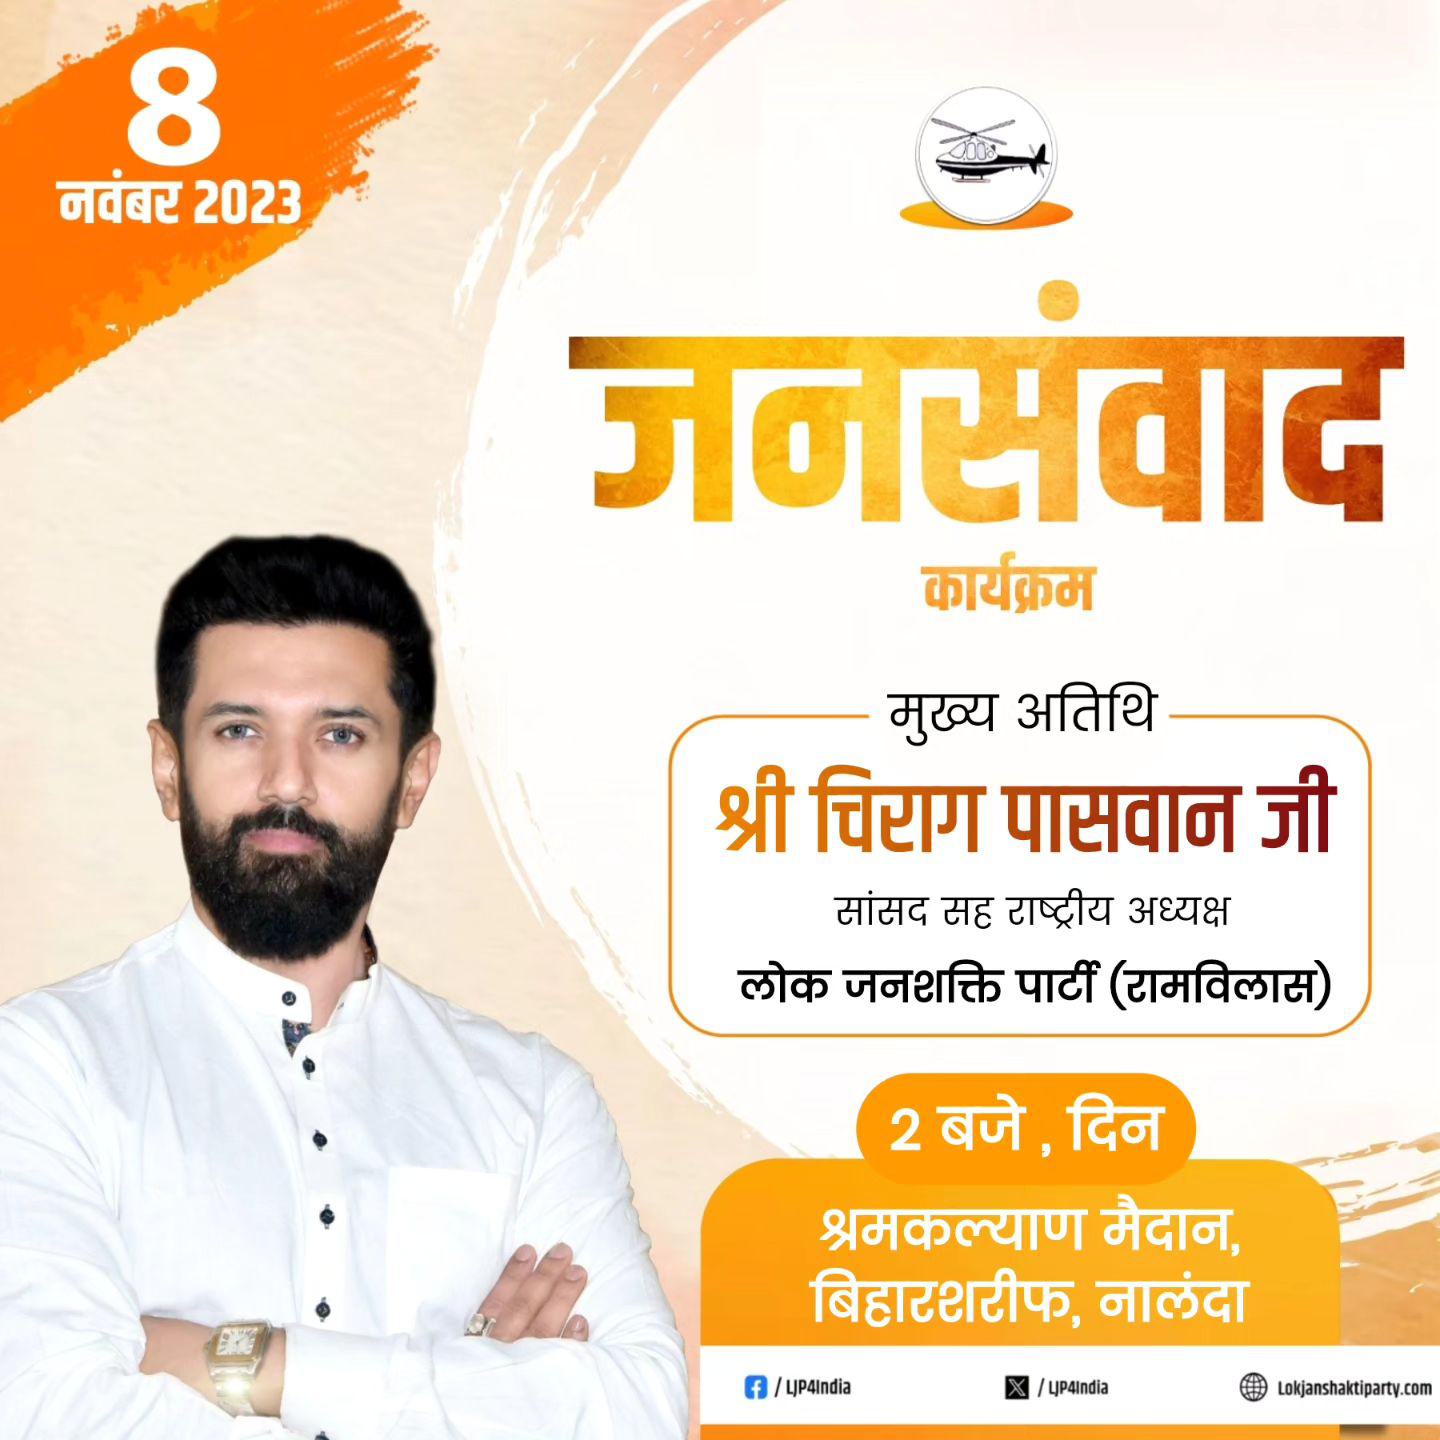 8
नवंबर 2023
जनसंवाद
कार्यक्रम
मुख्य अतिथि
श्री चिराग पासवान जी
सांसद सह राष्ट्रीय अध्यक्ष
लोक जनशक्ति पार्टी (रामविलास)
2 बजे , दिन
श्रमकल्याण मैदान,
बिहारशरीफ, नालंदा
/ LJP4India / LJP4India Lokjanshaktiparty.com